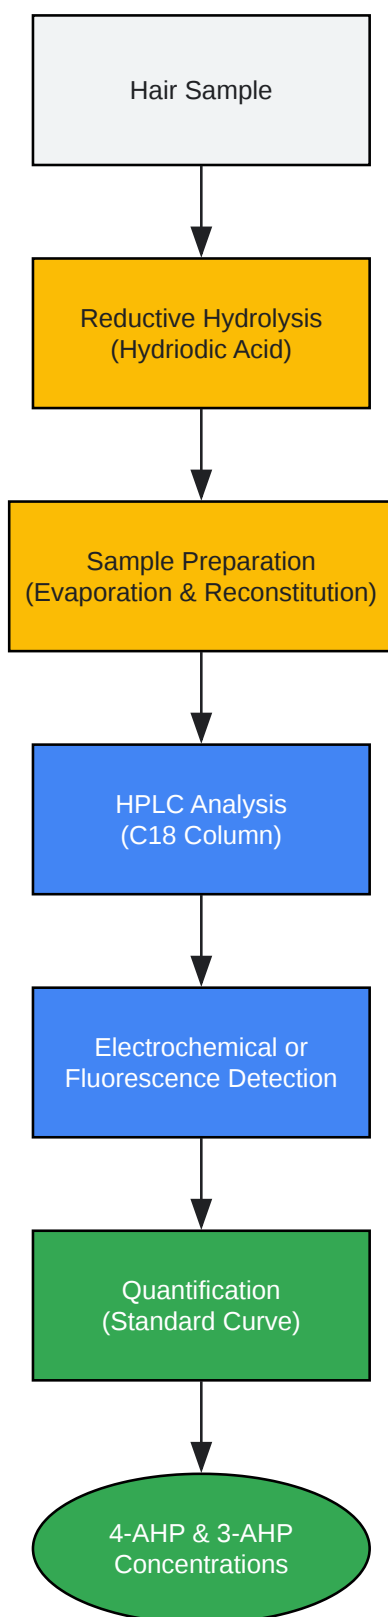 Hair Sample
Reductive Hydrolysis
(Hydriodic Acid)
Sample Preparation
(Evaporation & Reconstitution)
HPLC Analysis
(C18 Column)
Electrochemical or
Fluorescence Detection
Quantification
(Standard Curve)
4-AHP & 3-AHP
Concentrations